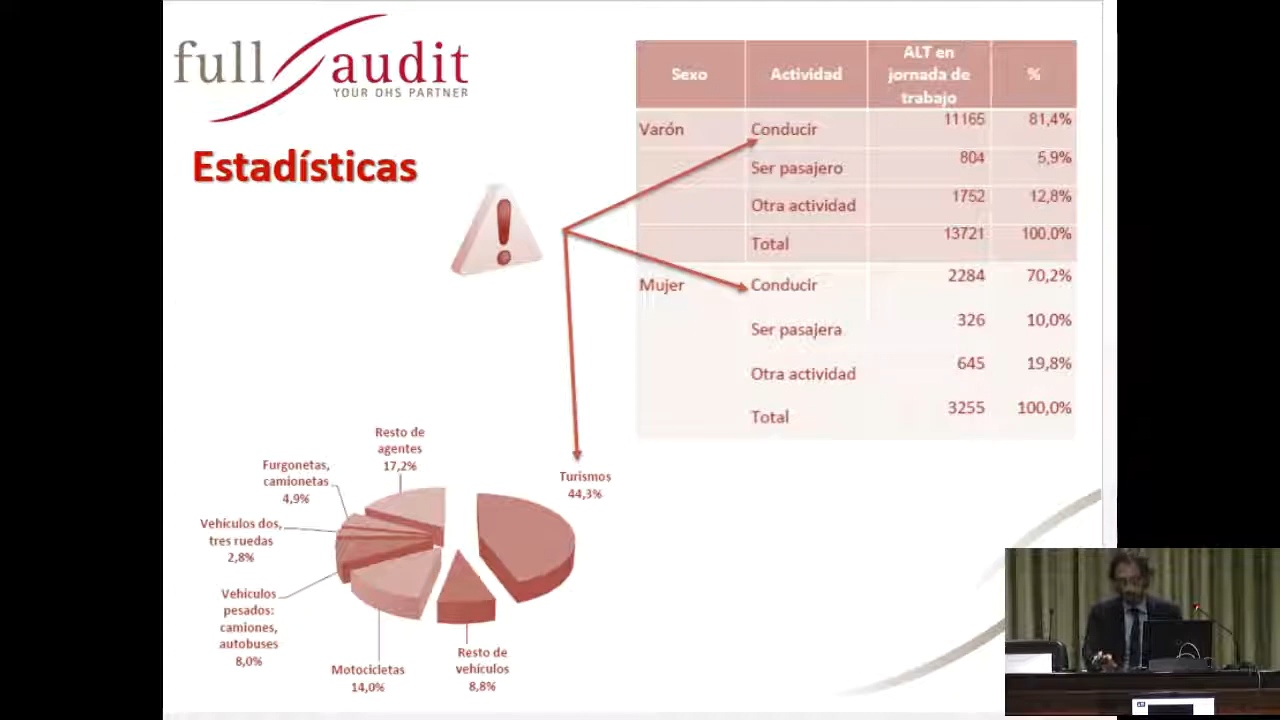 full audit
YOUR OHS PARTNER
Estadísticas
Sexo Actividad ALT en jornada de trabajo %
Varón Conducir 11165 81,4%
Ser pasajero 804 5,9%
Otra actividad 1752 12,8%
Total 13721 100,0%
Mujer Conducir 2284 70,2%
Ser pasajera 326 10,0%
Otra actividad 645 19,8%
Total 3255 100,0%
Resto de
agentes
17,2%
Furgonetas,
camionetas
4,9%
Vehículos dos,
tres ruedas
2,8%
Vehículos
pesados:
camiones,
autobuses
8,0%
Motocicletas
14,0%
Resto de
vehículos
8,8%
Turismos
44,3%